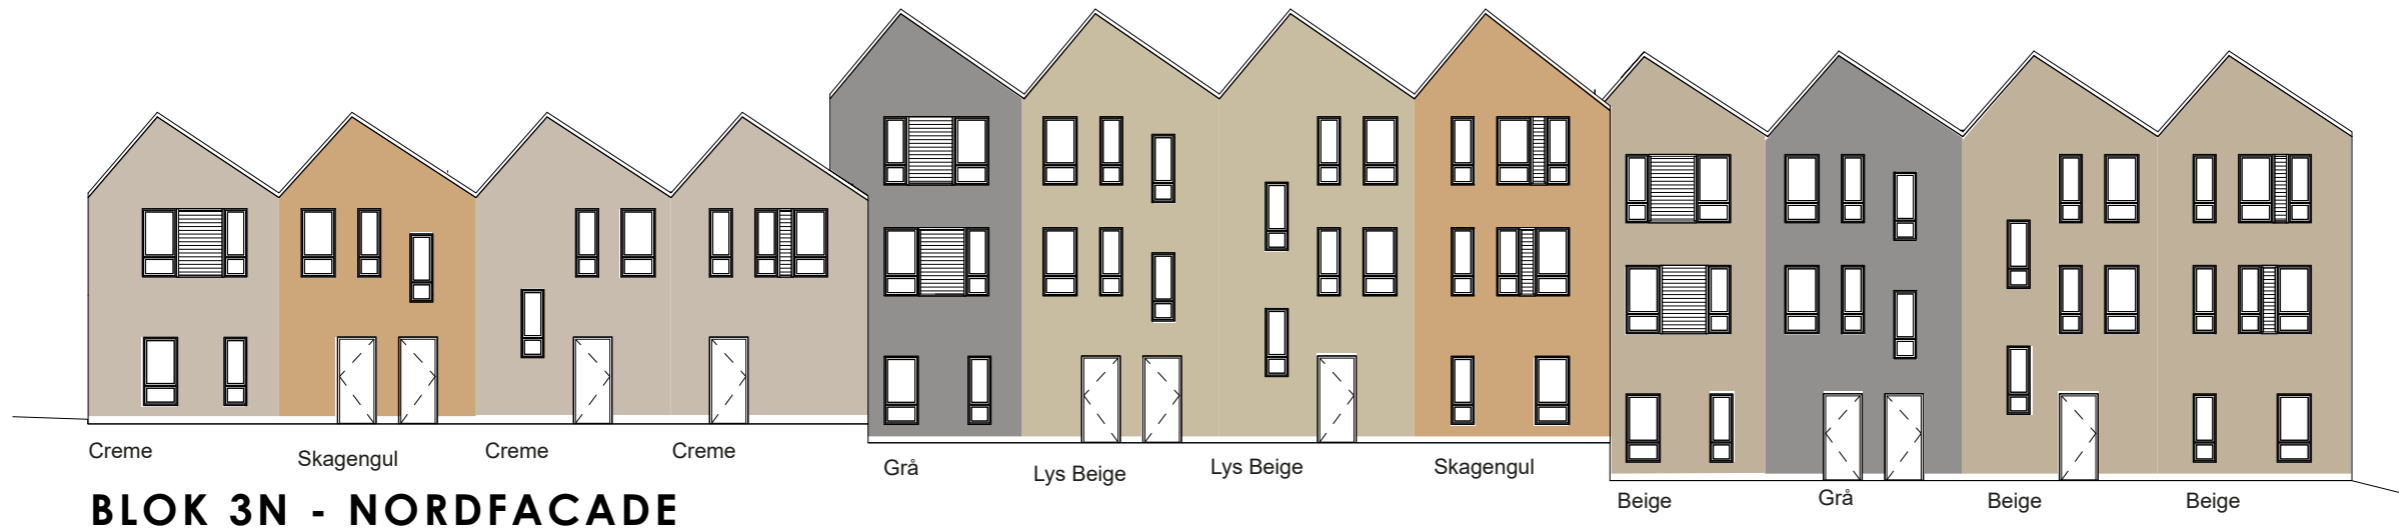 Creme
Skagengul
Creme
Creme
Grå
Lys Beige
Lys Beige
Skagengul
Beige
Grå
Beige
Beige
BLOK 3N - NORDFACADE